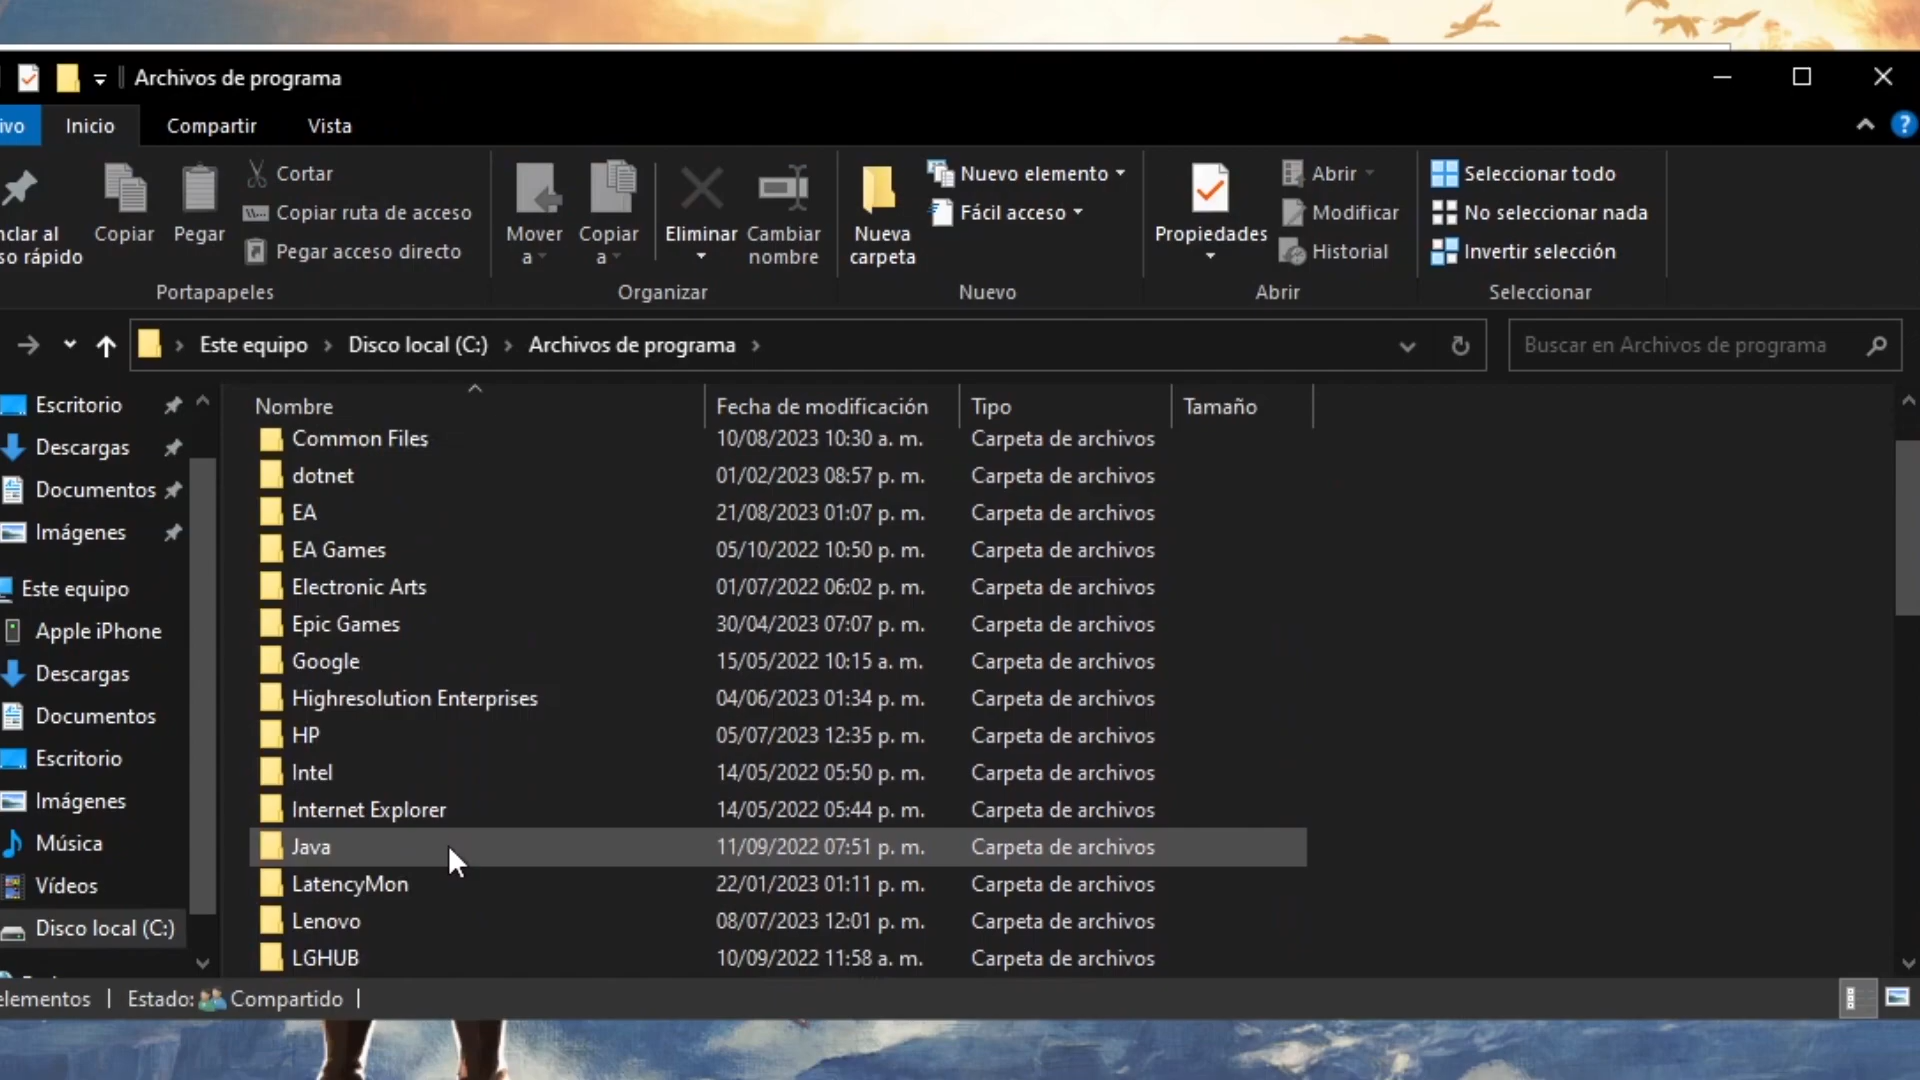 Archivos de programa
ivo Inicio Compartir Vista
nclar al
so rápido
Copiar
Pegar
Cortar
Copiar ruta de acceso
Pegar acceso directo
Portapapeles
Mover
a
Copiar
a
Eliminar
Cambiar
nombre
Organizar
Nueva
carpeta
Nuevo elemento
Fácil acceso
Nuevo
Propiedades
Abrir
Modificar
Historial
Abrir
Seleccionar todo
No seleccionar nada
Invertir selección
Seleccionar
Este equipo > Disco local (C:) > Archivos de programa >
Buscar en Archivos de programa
Escritorio
Descargas
Documentos
Imágenes
Este equipo
Apple iPhone
Descargas
Documentos
Escritorio
Imágenes
Música
Vídeos
Disco local (C:)
Nombre Fecha de modificación Tipo Tamaño
Common Files 10/08/2023 10:30 a. m. Carpeta de archivos
dotnet 01/02/2023 08:57 p. m. Carpeta de archivos
EA 21/08/2023 01:07 p. m. Carpeta de archivos
EA Games 05/10/2022 10:50 p. m. Carpeta de archivos
Electronic Arts 01/07/2022 06:02 p. m. Carpeta de archivos
Epic Games 30/04/2023 07:07 p. m. Carpeta de archivos
Google 15/05/2022 10:15 a. m. Carpeta de archivos
Highresolution Enterprises 04/06/2023 01:34 p. m. Carpeta de archivos
HP 05/07/2023 12:35 p. m. Carpeta de archivos
Intel 14/05/2022 05:50 p. m. Carpeta de archivos
Internet Explorer 14/05/2022 05:44 p. m. Carpeta de archivos
Java 11/09/2022 07:51 p. m. Carpeta de archivos
LatencyMon 22/01/2023 01:11 p. m. Carpeta de archivos
Lenovo 08/07/2023 12:01 p. m. Carpeta de archivos
LGHUB 10/09/2022 11:58 a. m. Carpeta de archivos
elementos | Estado: Compartido |